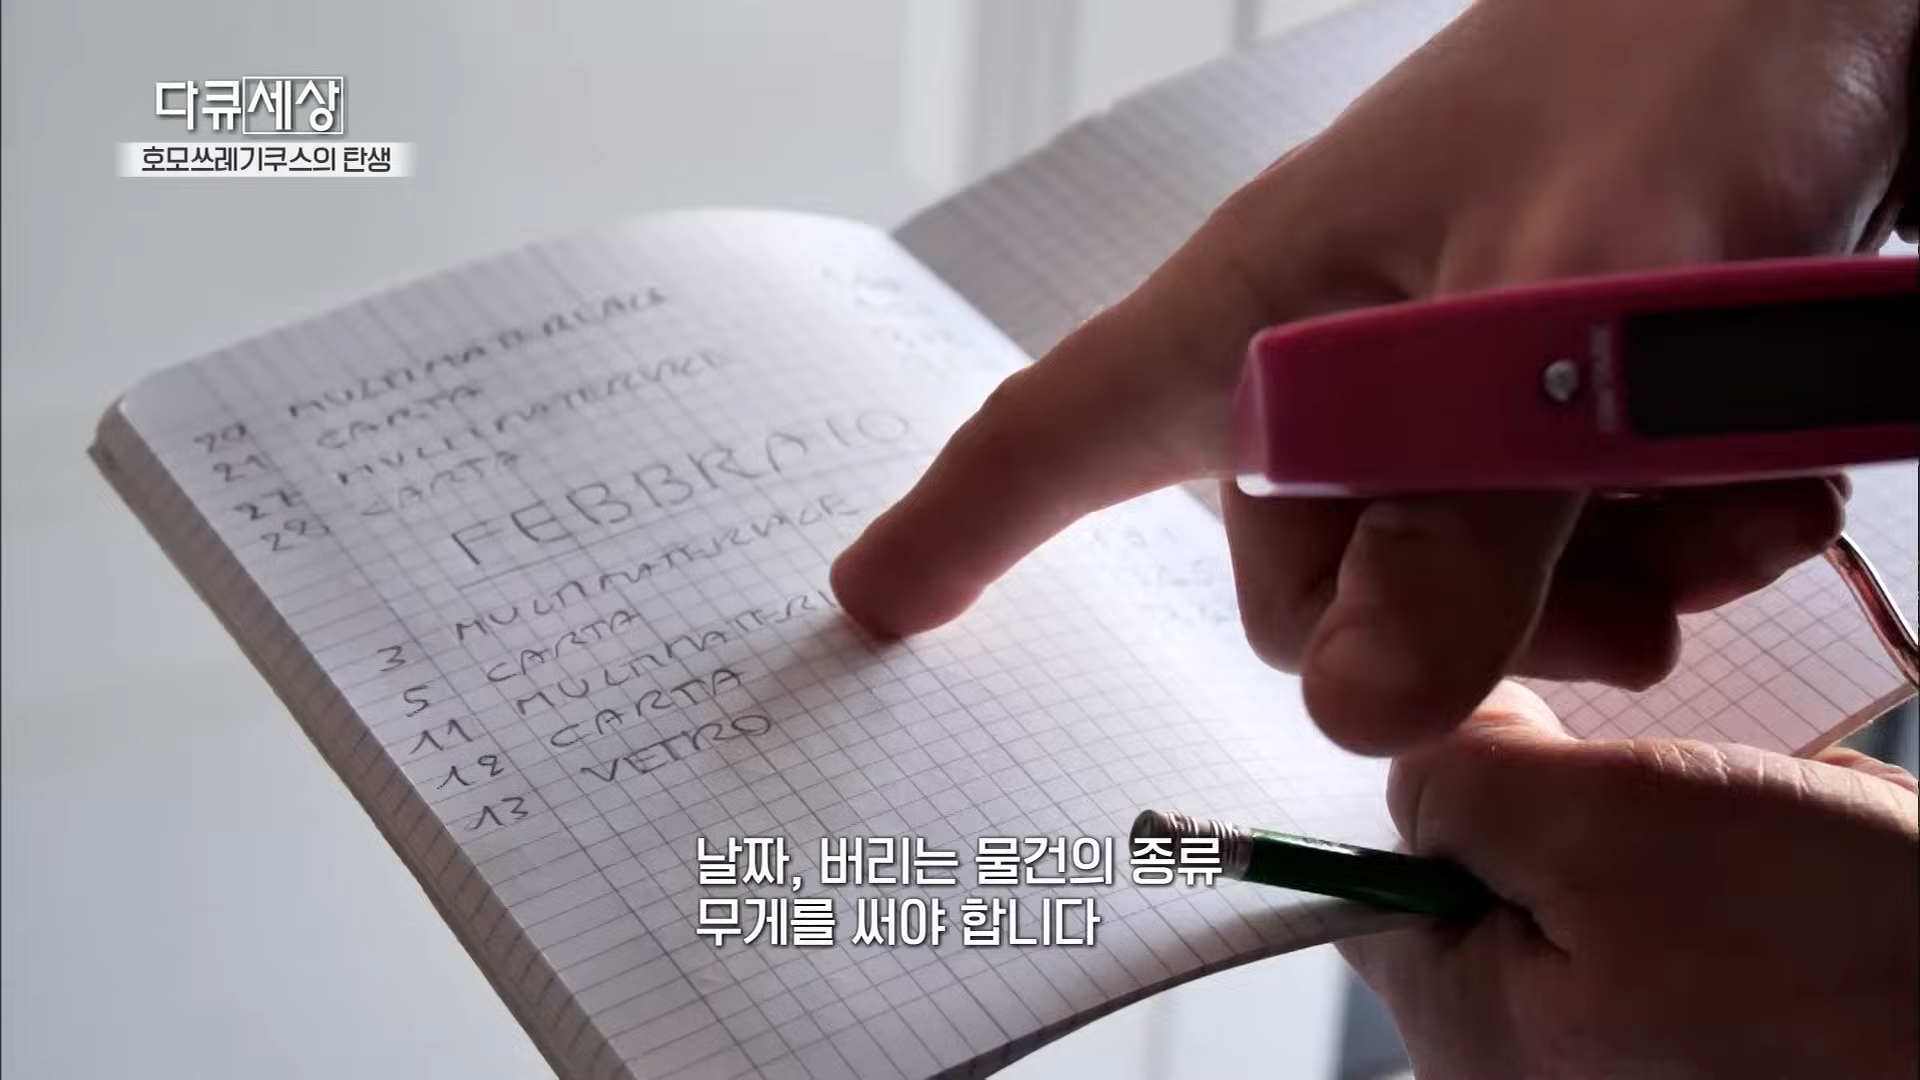 다큐세상
호모쓰레기쿠스의 탄생
20 MULTIMATERIALE
21 CARTA
27 MULTIMATERIALE
28 CARTA
FEBBRAIO
3 MULTIMATERIALE
5 CARTA
11 MULTIMATERI
12 CARTA
13 VETRO
날짜, 버리는 물건의 종류
무게를 써야 합니다